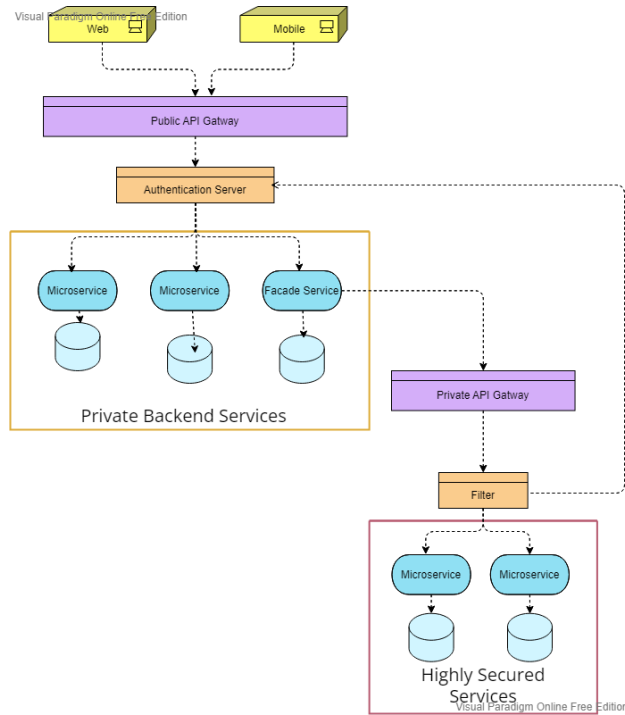 Visual Paradigm Online Free Edition
Web
Mobile
Public API Gatway
Authentication Server
Microservice
Microservice
Facade Service
Private Backend Services
Private API Gatway
Filter
Microservice
Microservice
Highly Secured
Services
Visual Paradigm Online Free Edition